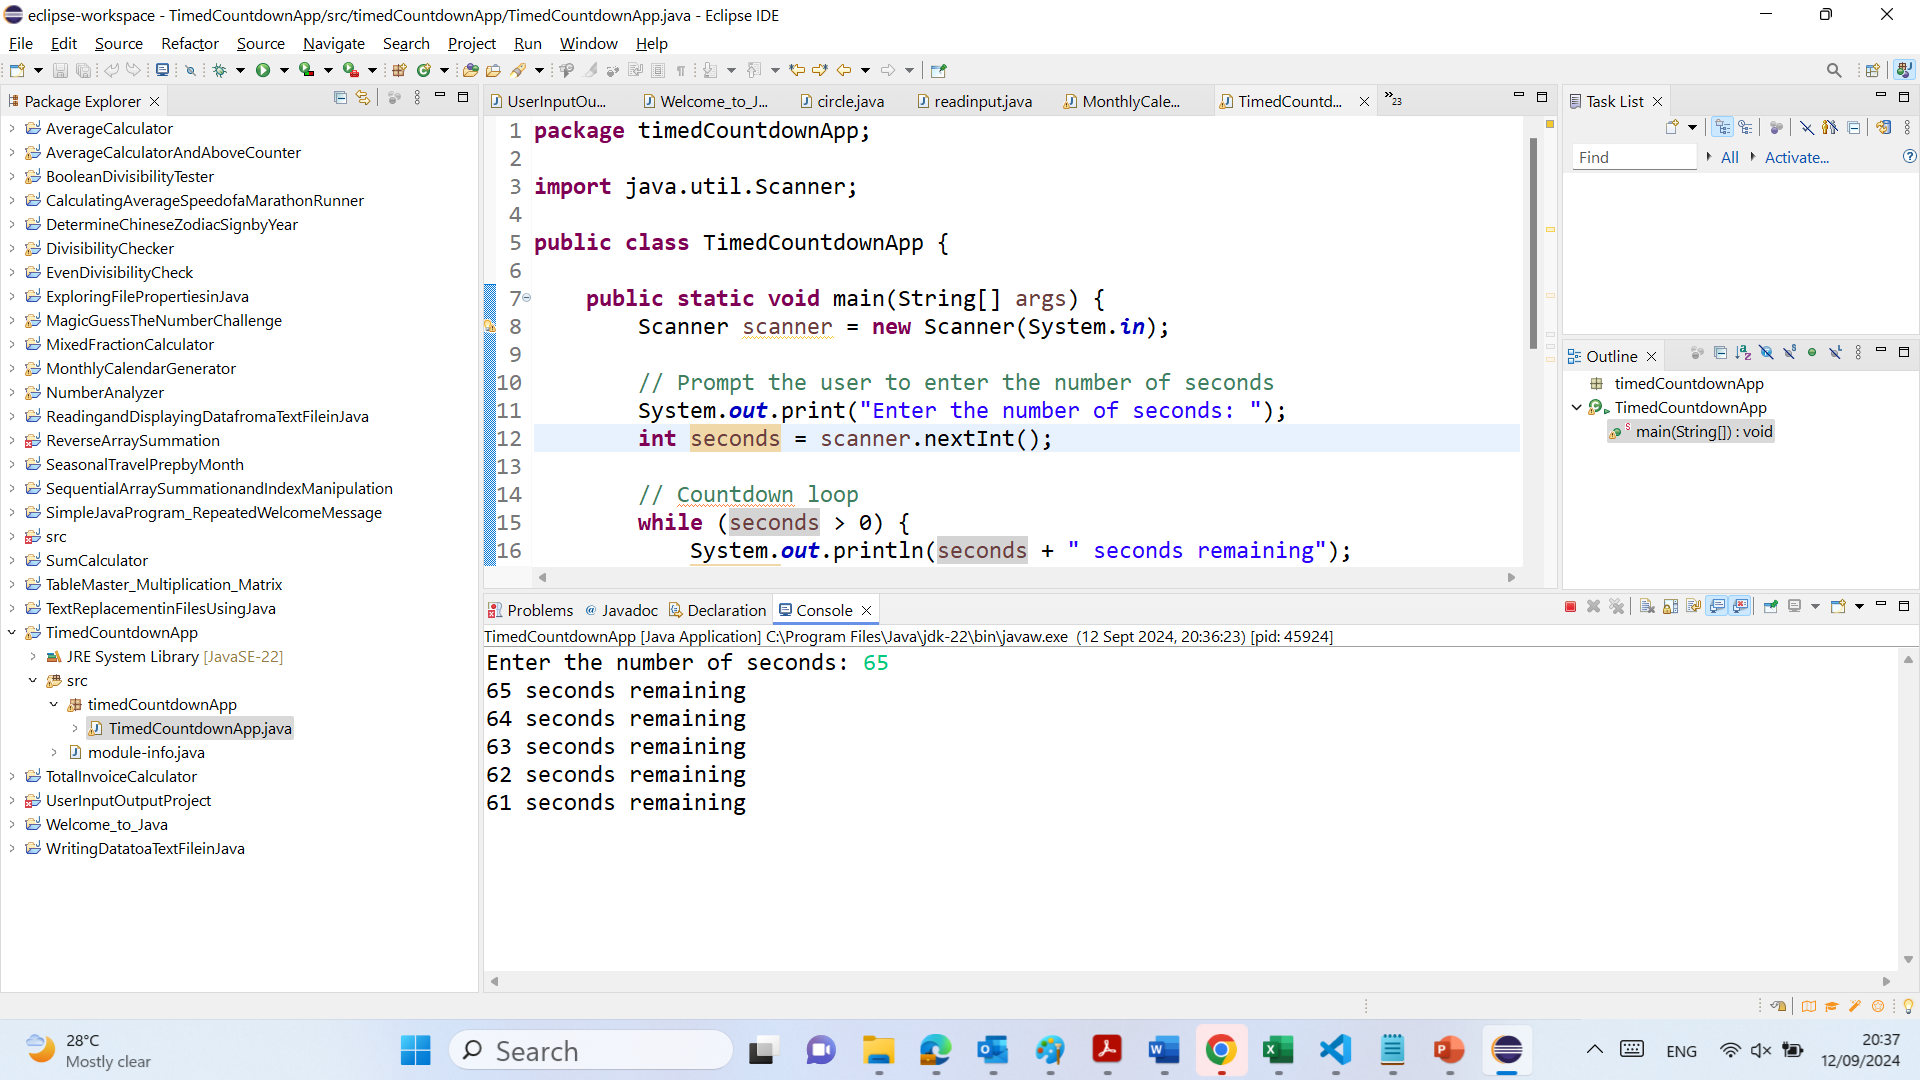 eclipse-workspace - TimedCountdownApp/src/timedCountdownApp/TimedCountdownApp.java - Eclipse IDE
File Edit Source Refactor Source Navigate Search Project Run Window Help
Package Explorer
AverageCalculator
AverageCalculatorAndAboveCounter
BooleanDivisibilityTester
CalculatingAverageSpeedofaMarathonRunner
DetermineChineseZodiacSignbyYear
DivisibilityChecker
EvenDivisibilityCheck
ExploringFilePropertiesinJava
MagicGuessTheNumberChallenge
MixedFractionCalculator
MonthlyCalendarGenerator
NumberAnalyzer
ReadingandDisplayingDatafromaTextFileinJava
ReverseArraySummation
SeasonalTravelPrepbyMonth
SequentialArraySummationandIndexManipulation
SimpleJavaProgram_RepeatedWelcomeMessage
src
SumCalculator
TableMaster_Multiplication_Matrix
TextReplacementinFilesUsingJava
TimedCountdownApp
JRE System Library [JavaSE-22]
src
timedCountdownApp
TimedCountdownApp.java
module-info.java
TotalInvoiceCalculator
UserInputOutputProject
Welcome_to_Java
WritingDatatoaTextFileinJava
UserInputOu... Welcome_to_J... circle.java readinput.java MonthlyCale... TimedCountd... »23
1 package timedCountdownApp;
2
3 import java.util.Scanner;
4
5 public class TimedCountdownApp {
6
7 public static void main(String[] args) {
8 Scanner scanner = new Scanner(System.in);
9
10 // Prompt the user to enter the number of seconds
11 System.out.print("Enter the number of seconds: ");
12 int seconds = scanner.nextInt();
13
14 // Countdown loop
15 while (seconds > 0) {
16 System.out.println(seconds + " seconds remaining");
Task List
Find All Activate...
Outline
timedCountdownApp
TimedCountdownApp
main(String[]) : void
Problems Javadoc Declaration Console
TimedCountdownApp [Java Application] C:\Program Files\Java\jdk-22\bin\javaw.exe (12 Sept 2024, 20:36:23) [pid: 45924]
Enter the number of seconds: 65
65 seconds remaining
64 seconds remaining
63 seconds remaining
62 seconds remaining
61 seconds remaining
28°C
Mostly clear
Search
ENG
20:37
12/09/2024